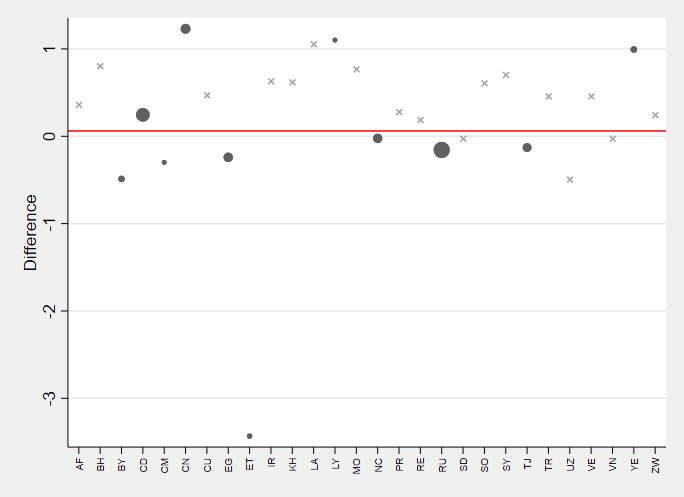 Difference
1
0
-1
-2
-3
AF BH BY CD CM CN CU EG ET IR KH LA LY MO NC PR RE RU SD SO SY TJ TR UZ VE VN YE ZW